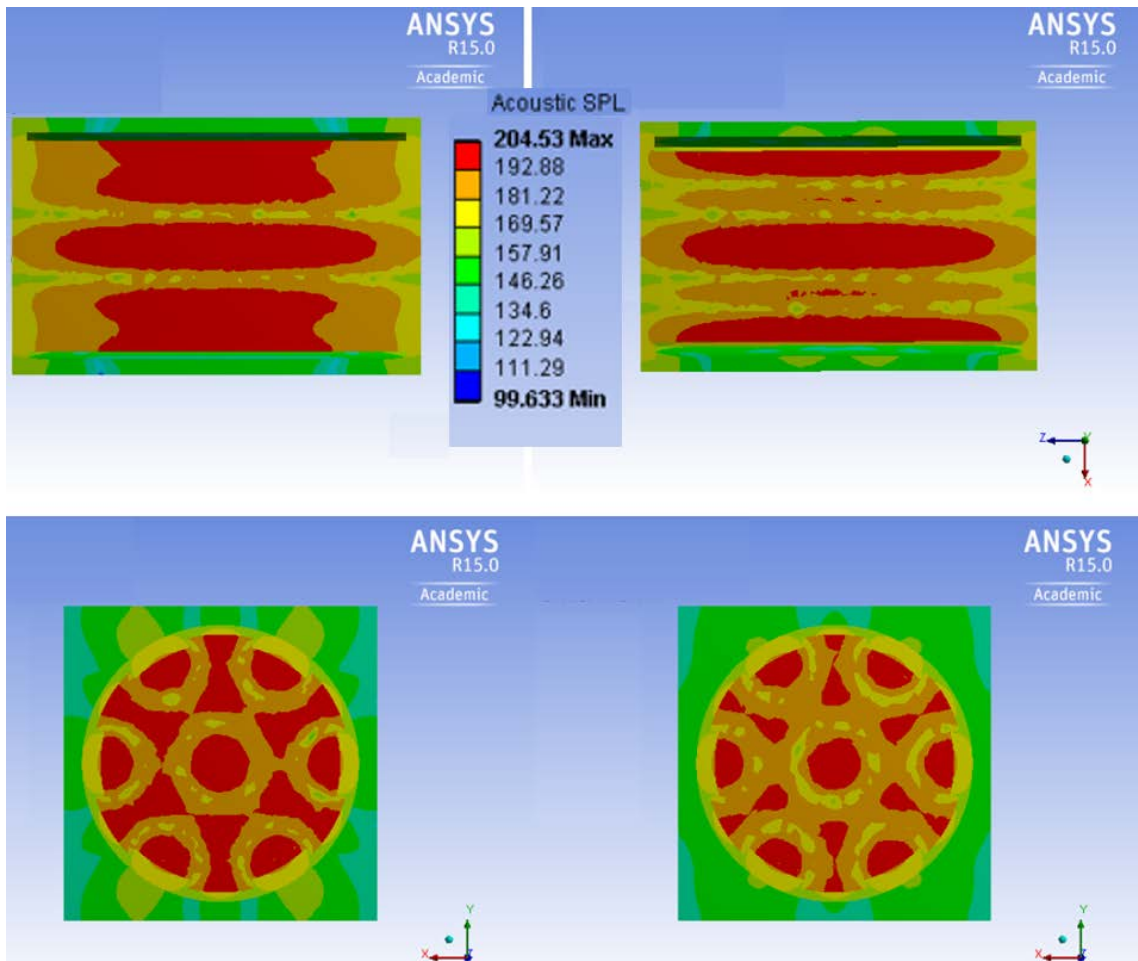 ANSYS
R15.0
Academic
ANSYS
R15.0
Academic
Acoustic SPL
204.53 Max
192.88
181.22
169.57
157.91
146.26
134.6
122.94
111.29
99.633 Min
Z
Y
X
ANSYS
R15.0
Academic
ANSYS
R15.0
Academic
Y
X
Z
Y
X
Z